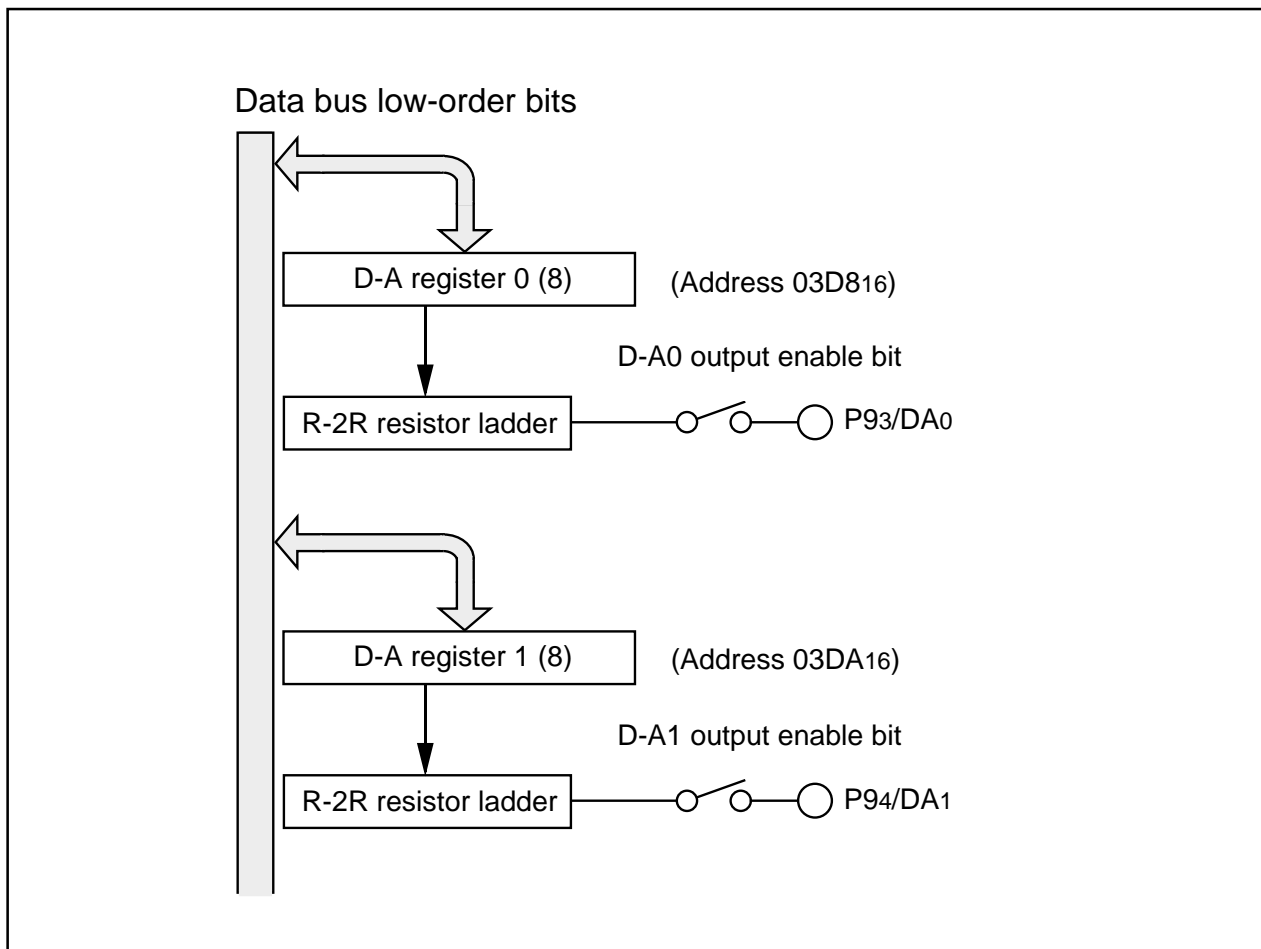 Data bus low-order bits
D-A register 0 (8) (Address 03D816)
D-A0 output enable bit
R-2R resistor ladder P93/DA0
D-A register 1 (8) (Address 03DA16)
D-A1 output enable bit
R-2R resistor ladder P94/DA1